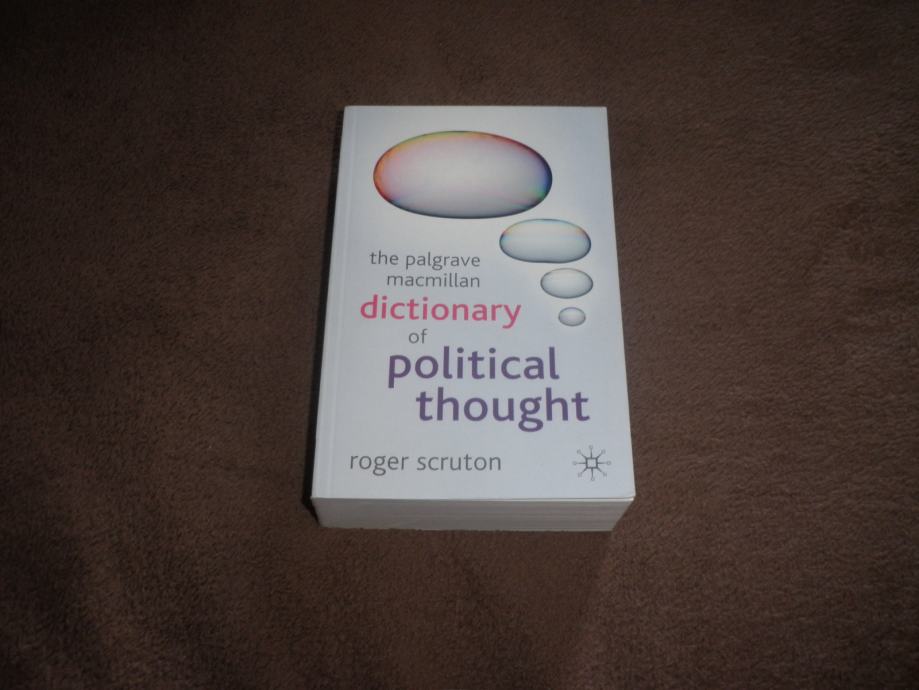 the palgrave
macmillan
dictionary
of
political
thought
roger scruton